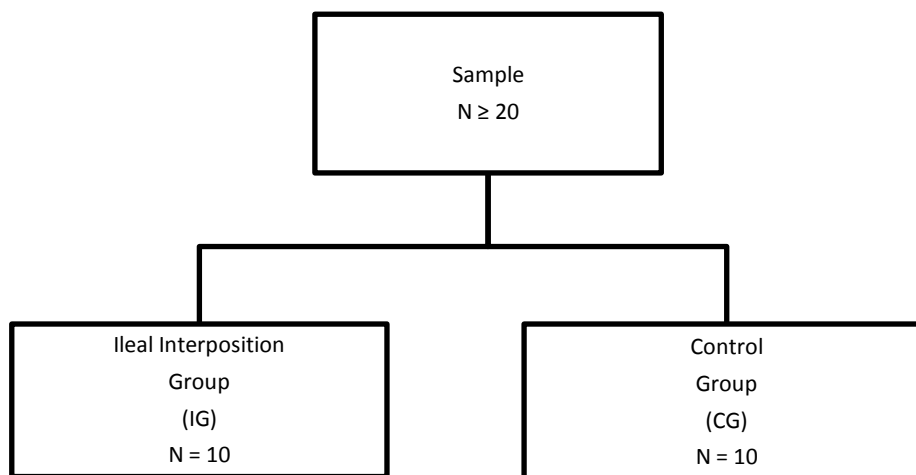 Sample
N ≥ 20
Ileal Interposition
Group
(IG)
N = 10
Control
Group
(CG)
N = 10